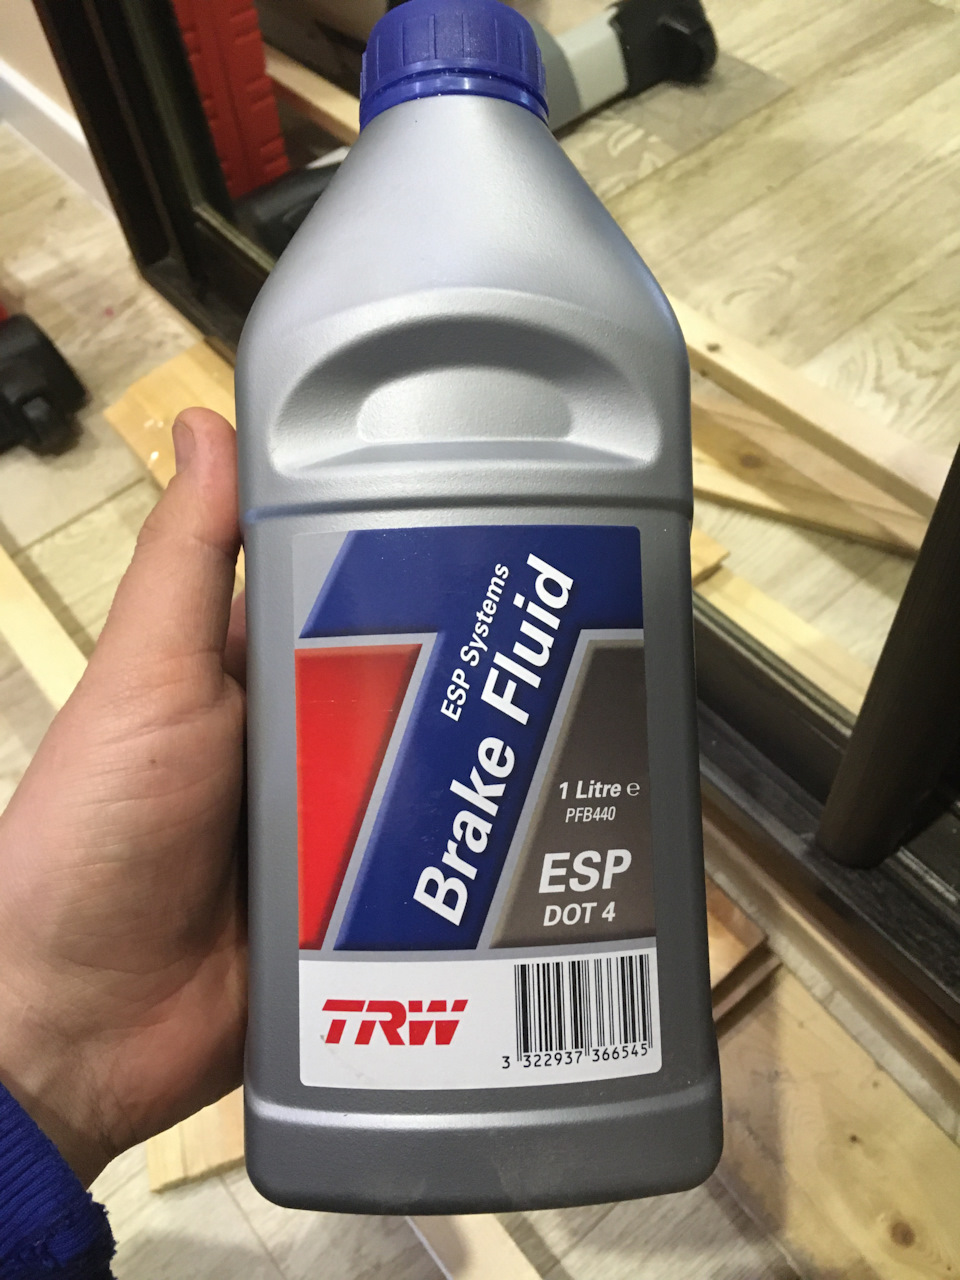 ESP Systems
Brake Fluid
1 Litre ℮
PFB440
ESP
DOT 4
TRW
3 322937 366545